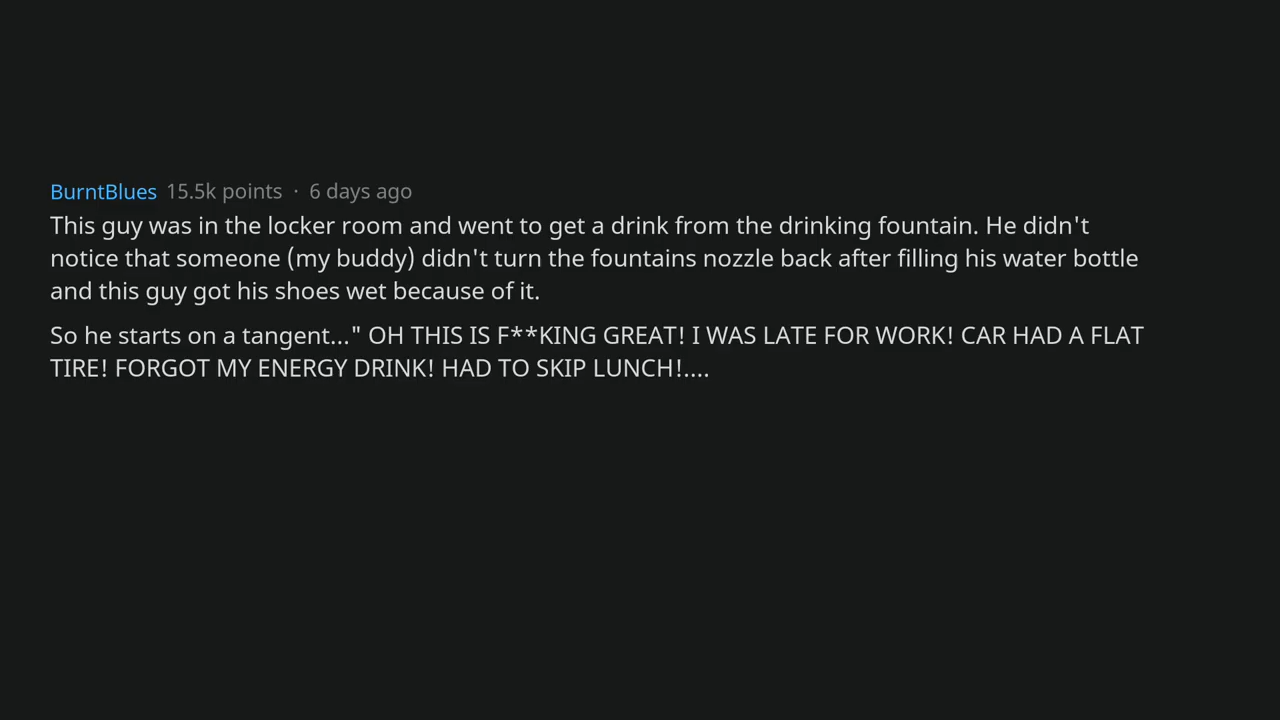 BurntBlues 15.5k points · 6 days ago
This guy was in the locker room and went to get a drink from the drinking fountain. He didn't
notice that someone (my buddy) didn't turn the fountains nozzle back after filling his water bottle
and this guy got his shoes wet because of it.
So he starts on a tangent..." OH THIS IS F**KING GREAT! I WAS LATE FOR WORK! CAR HAD A FLAT
TIRE! FORGOT MY ENERGY DRINK! HAD TO SKIP LUNCH!....